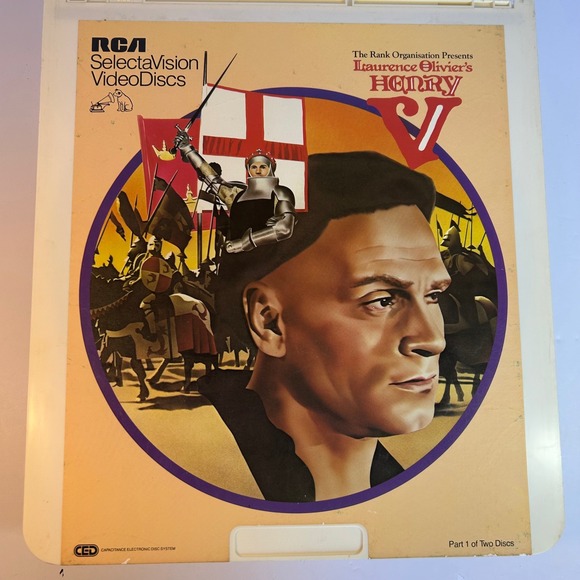 RCA
SelectaVision
VideoDiscs
The Rank Organisation Presents
Laurence Olivier's
HENRY
V
CED CAPACITANCE ELECTRONIC DISC SYSTEM
Part 1 of Two Discs